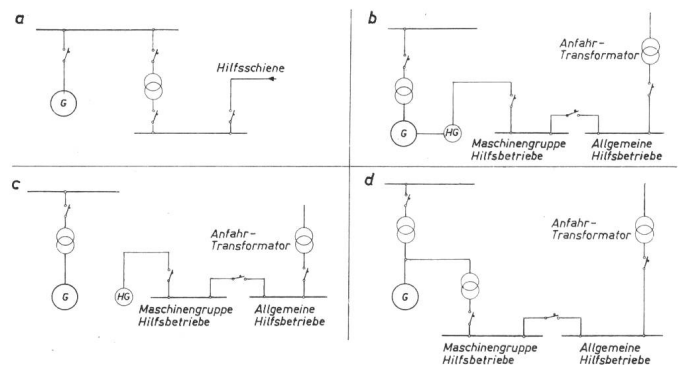 a
Hilfsschiene
G
b
Anfahr-
Transformator
G
HG
Maschinengruppe
Hilfsbetriebe
Allgemeine
Hilfsbetriebe
c
Anfahr-
Transformator
G
HG
Maschinengruppe
Hilfsbetriebe
Allgemeine
Hilfsbetriebe
d
Anfahr-
Transformator
G
Maschinengruppe
Hilfsbetriebe
Allgemeine
Hilfsbetriebe